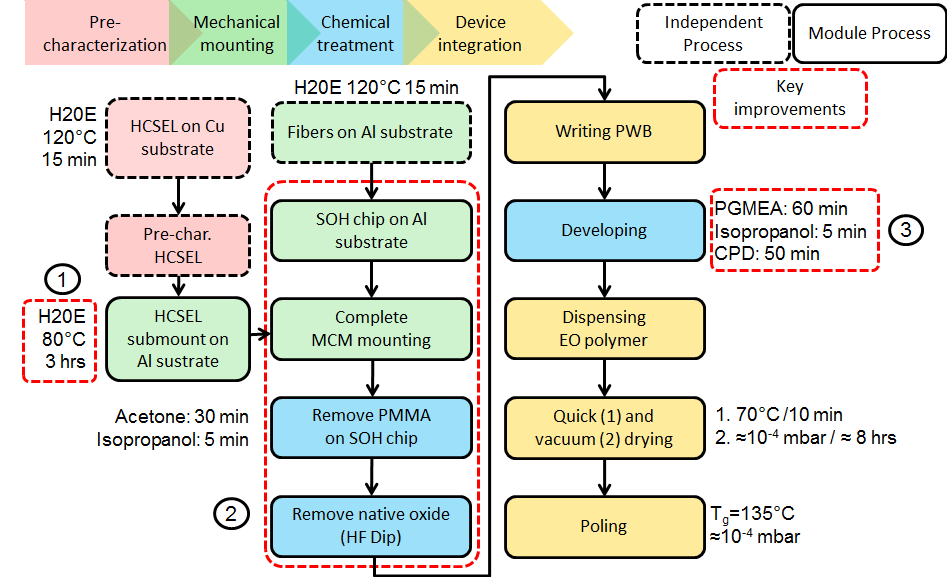 Pre-
characterization
Mechanical
mounting
Chemical
treatment
Device
integration
Independent
Process
Module Process
Key
improvements
H20E
120°C
15 min
HCSEL on Cu
substrate
Pre-char.
HCSEL
1
H20E
80°C
3 hrs
HCSEL
submount on
Al sustrate
H20E 120°C 15 min
Fibers on Al substrate
SOH chip on Al
substrate
Complete
MCM mounting
Acetone: 30 min
Isopropanol: 5 min
Remove PMMA
on SOH chip
2
Remove native oxide
(HF Dip)
Writing PWB
Developing
PGMEA: 60 min
Isopropanol: 5 min
CPD: 50 min
3
Dispensing
EO polymer
Quick (1) and
vacuum (2) drying
1. 70°C /10 min
2. ≈10⁻⁴ mbar / ≈ 8 hrs
Poling
Tg=135°C
≈10⁻⁴ mbar